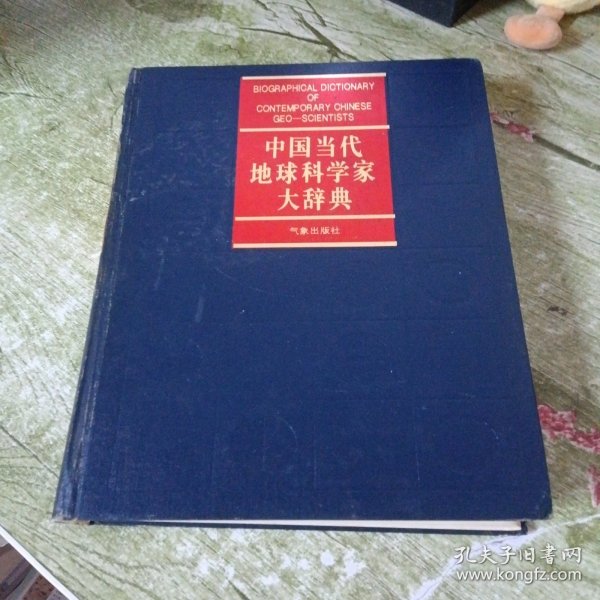 BIOGRAPHICAL DICTIONARY
OF
CONTEMPORARY CHINESE
GEO—SCIENTISTS
中国当代
地球科学家
大辞典
气象出版社
孔夫子旧书网
www.kongfz.com